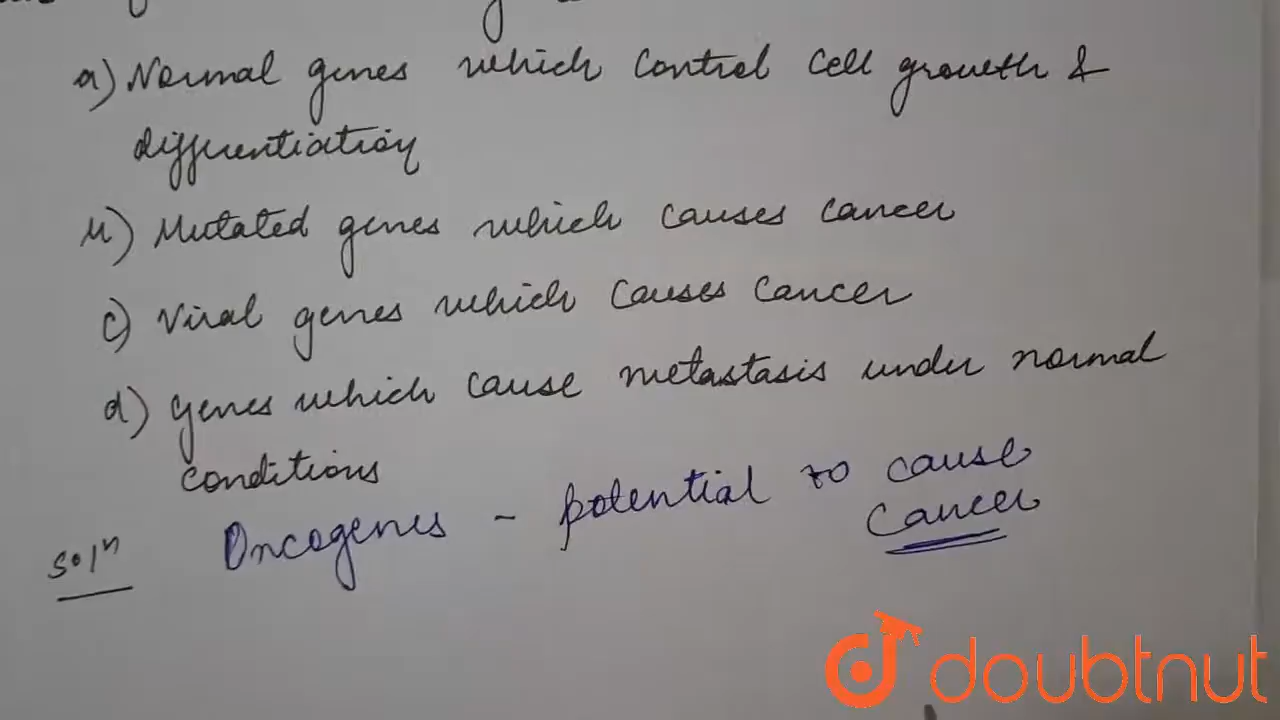 a) Normal genes which control cell growth &
differentiation
b) Mutated genes which causes cancer
c) Viral genes which causes cancer
d) genes which cause metastasis under normal
conditions
Solⁿ Oncogenes - potential to cause
cancer
doubtnut